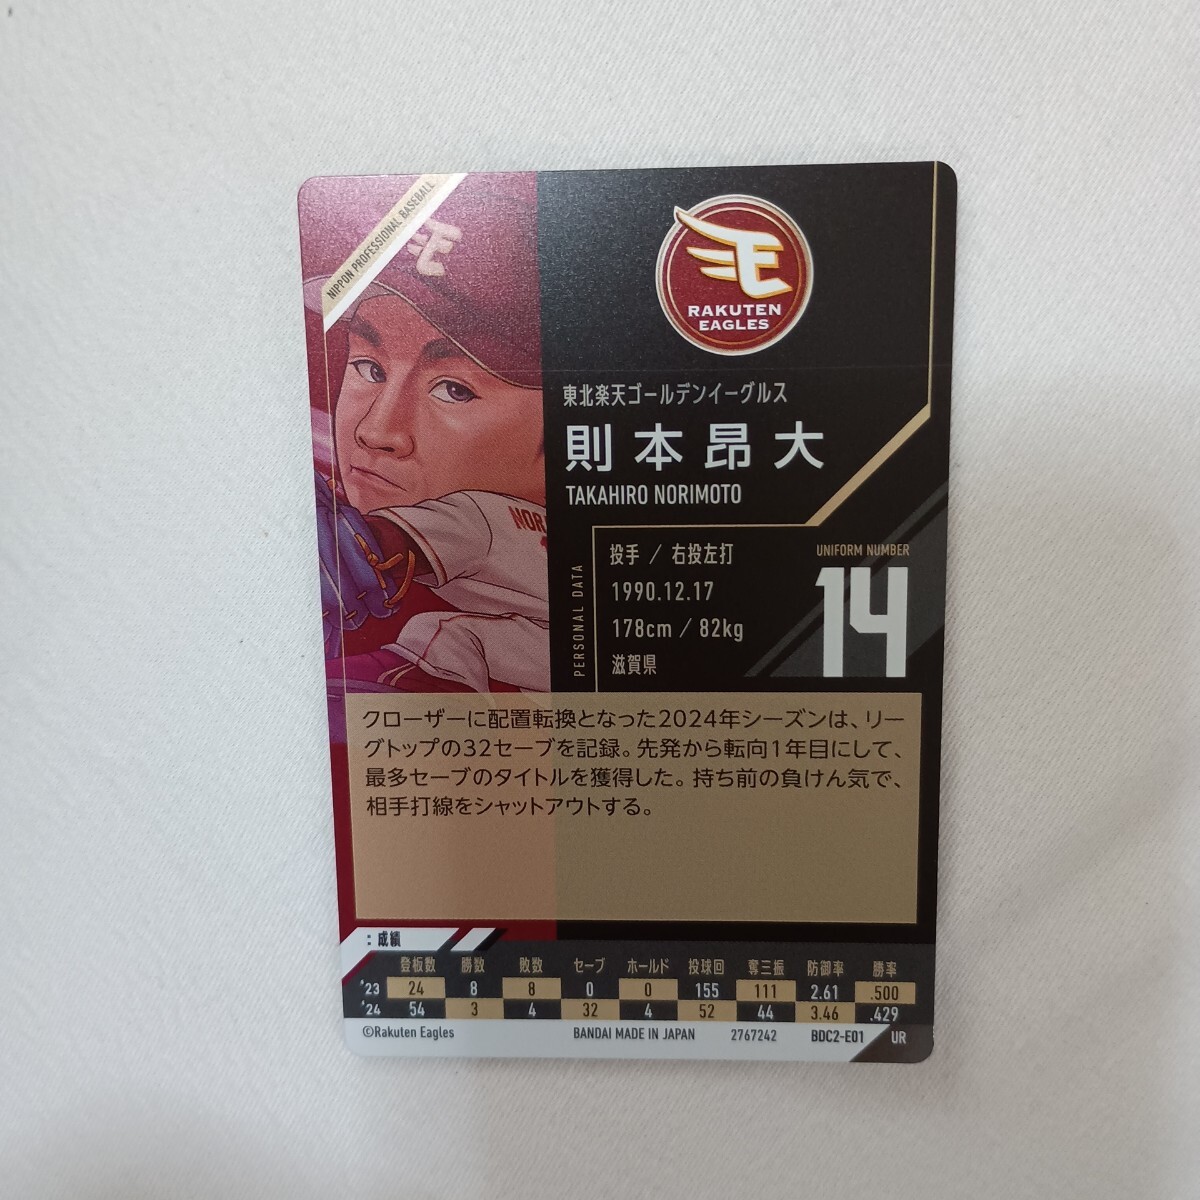 NIPPON PROFESSIONAL BASEBALL
RAKUTEN
EAGLES
東北楽天ゴールデンイーグルス
則本昂大
TAKAHIRO NORIMOTO
PERSONAL DATA
投手 / 右投左打
1990.12.17
178cm / 82kg
滋賀県
UNIFORM NUMBER
14
クローザーに配置転換となった2024年シーズンは、リー
グトップの32セーブを記録。先発から転向1年目にして、
最多セーブのタイトルを獲得した。持ち前の負けん気で、
相手打線をシャットアウトする。
:成績
登板数 勝数 敗数 セーブ ホールド 投球回 奪三振 防御率 勝率
'23 24 8 8 0 0 155 111 2.61 .500
'24 54 3 4 32 4 52 44 3.46 .429
©Rakuten Eagles BANDAI MADE IN JAPAN 2767242 BDC2-E01 UR